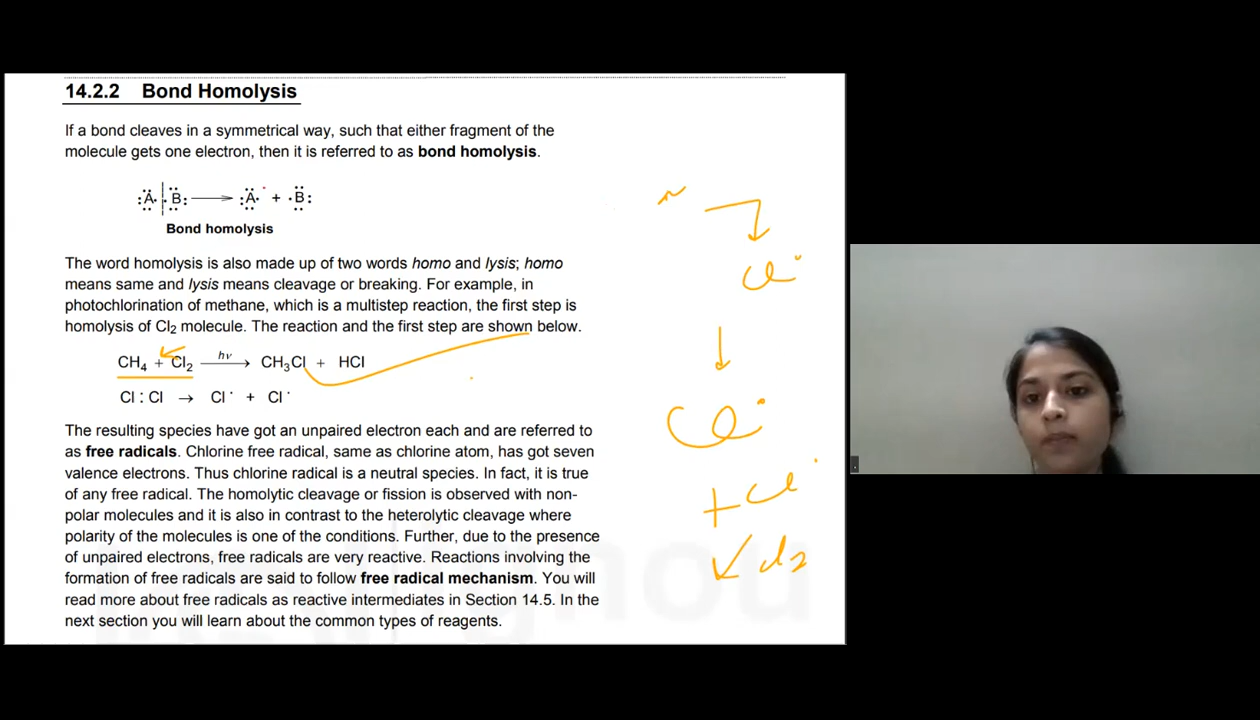 14.2.2 Bond Homolysis
If a bond cleaves in a symmetrical way, such that either fragment of the
molecule gets one electron, then it is referred to as bond homolysis.
:Ä· | ·B̈: ⟶ :Ä· + ·B̈:
Bond homolysis
The word homolysis is also made up of two words homo and lysis; homo
means same and lysis means cleavage or breaking. For example, in
photochlorination of methane, which is a multistep reaction, the first step is
homolysis of Cl₂ molecule. The reaction and the first step are shown below.
CH₄ + Cl₂ —hv→ CH₃Cl + HCl
Cl : Cl → Cl· + Cl·
The resulting species have got an unpaired electron each and are referred to
as free radicals. Chlorine free radical, same as chlorine atom, has got seven
valence electrons. Thus chlorine radical is a neutral species. In fact, it is true
of any free radical. The homolytic cleavage or fission is observed with non-
polar molecules and it is also in contrast to the heterolytic cleavage where
polarity of the molecules is one of the conditions. Further, due to the presence
of unpaired electrons, free radicals are very reactive. Reactions involving the
formation of free radicals are said to follow free radical mechanism. You will
read more about free radicals as reactive intermediates in Section 14.5. In the
next section you will learn about the common types of reagents.
Cl·
↓
Cl·
+ Cl·
Cl₂